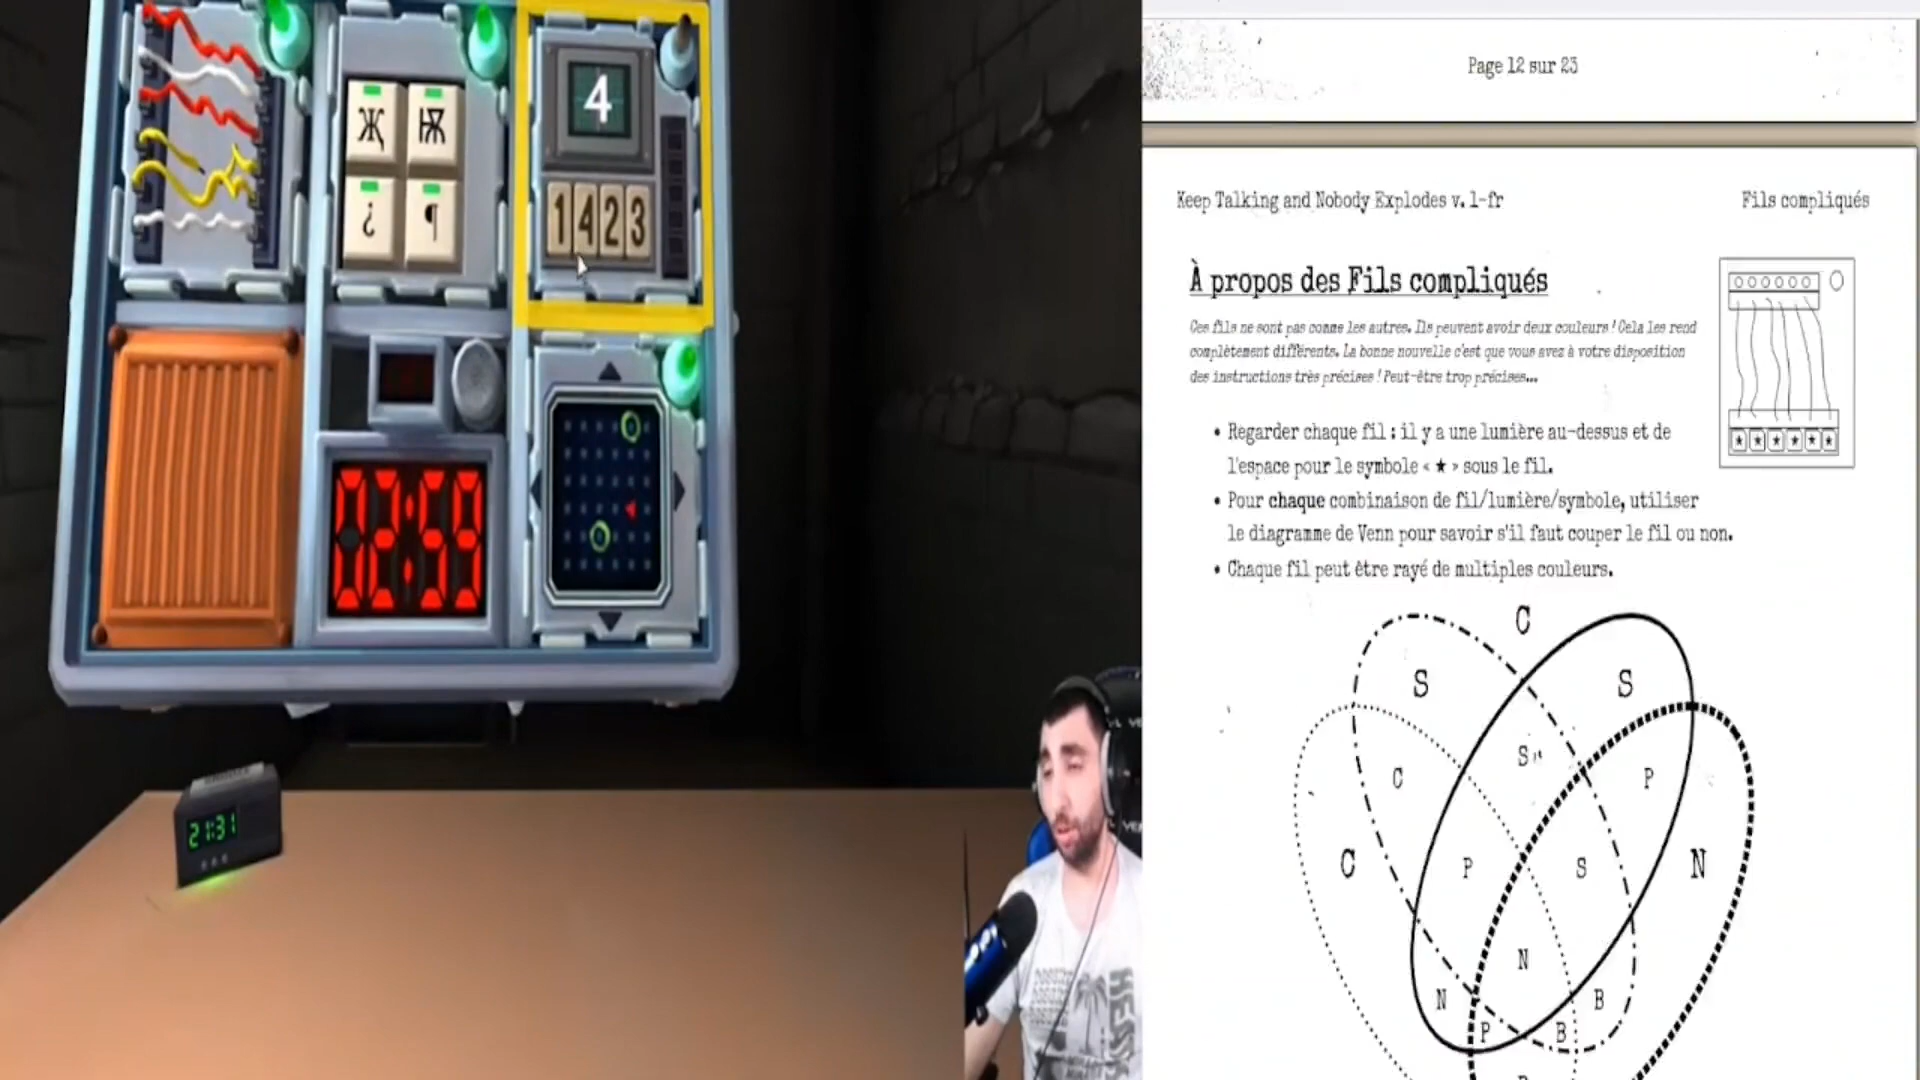 4
Ѫ
Җ
¿
¶
1 4 2 3
02:59
21:31
Page 12 sur 23
Keep Talking and Nobody Explodes v. 1-fr
Fils compliqués
À propos des Fils compliqués
Ces fils ne sont pas comme les autres. Ils peuvent avoir deux couleurs ! Cela les rend
complètement différents. La bonne nouvelle c'est que vous avez à votre disposition
des instructions très précises ! Peut-être trop précises...
• Regarder chaque fil : il y a une lumière au-dessus et de
l'espace pour le symbole « ★ » sous le fil.
• Pour chaque combinaison de fil/lumière/symbole, utiliser
le diagramme de Venn pour savoir s'il faut couper le fil ou non.
• Chaque fil peut être rayé de multiples couleurs.
C
S S
S
C P
C P S N
N
N B
P B